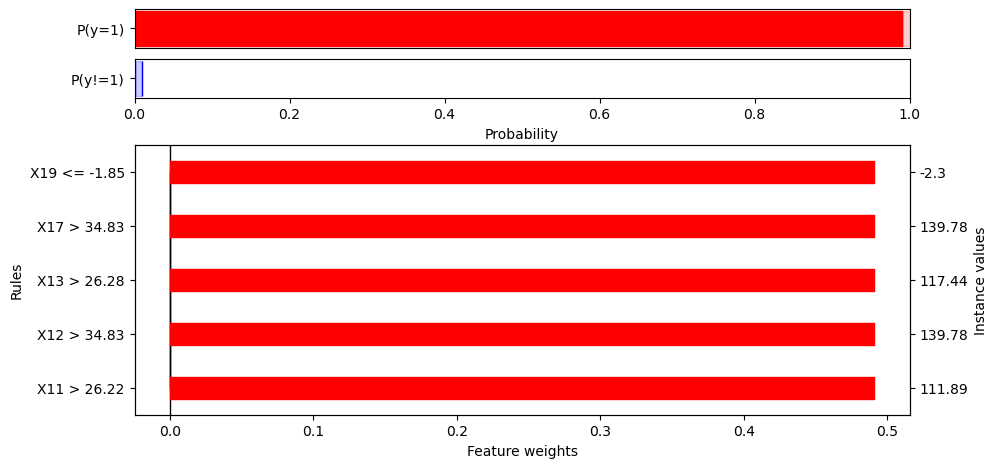 P(y=1)
P(y!=1)
0.0 0.2 0.4 0.6 0.8 1.0
Probability
X19 <= -1.85 -2.3
X17 > 34.83 139.78
X13 > 26.28 117.44
X12 > 34.83 139.78
X11 > 26.22 111.89
Rules
Instance values
0.0 0.1 0.2 0.3 0.4 0.5
Feature weights